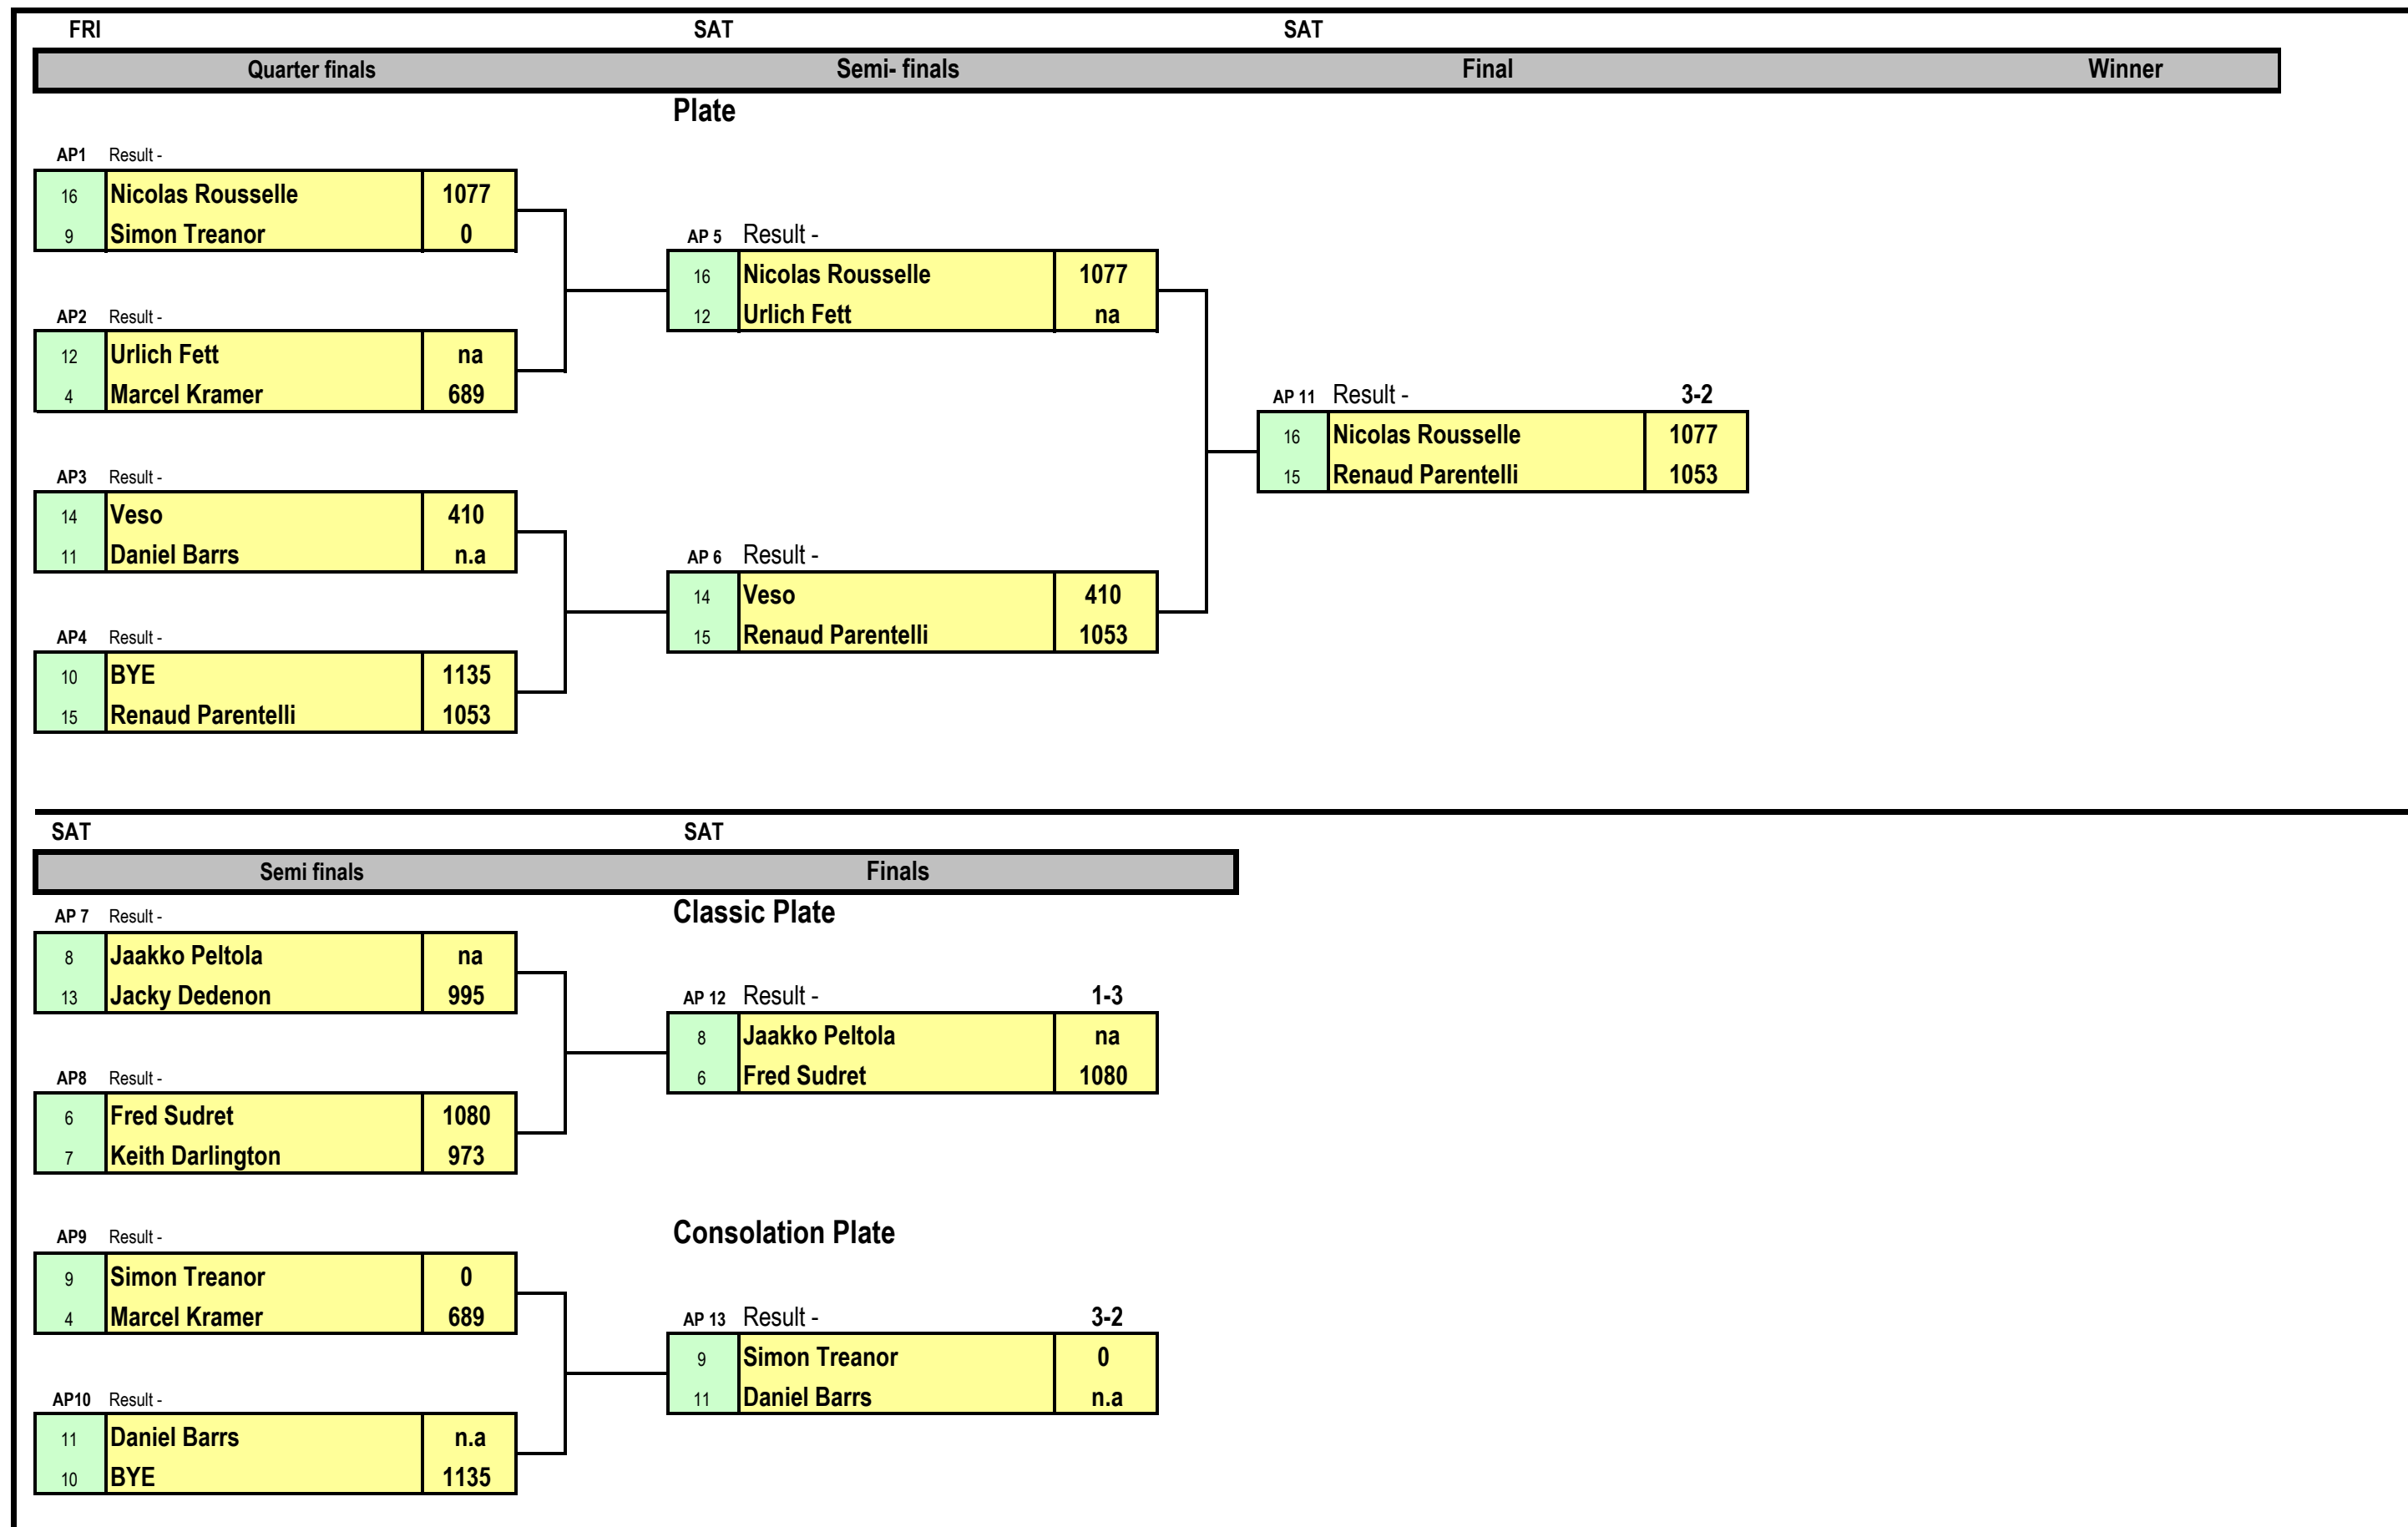 FRI SAT SAT
Quarter finals Semi- finals Final Winner
Plate
AP1 Result -
16 Nicolas Rousselle 1077
9 Simon Treanor 0
AP 5 Result -
16 Nicolas Rousselle 1077
12 Urlich Fett na
AP2 Result -
12 Urlich Fett na
4 Marcel Kramer 689
AP 11 Result - 3-2
16 Nicolas Rousselle 1077
15 Renaud Parentelli 1053
AP3 Result -
14 Veso 410
11 Daniel Barrs n.a
AP 6 Result -
14 Veso 410
15 Renaud Parentelli 1053
AP4 Result -
10 BYE 1135
15 Renaud Parentelli 1053
SAT SAT
Semi finals Finals
Classic Plate
AP 7 Result -
8 Jaakko Peltola na
13 Jacky Dedenon 995
AP 12 Result - 1-3
8 Jaakko Peltola na
6 Fred Sudret 1080
AP8 Result -
6 Fred Sudret 1080
7 Keith Darlington 973
Consolation Plate
AP9 Result -
9 Simon Treanor 0
4 Marcel Kramer 689
AP 13 Result - 3-2
9 Simon Treanor 0
11 Daniel Barrs n.a
AP10 Result -
11 Daniel Barrs n.a
10 BYE 1135